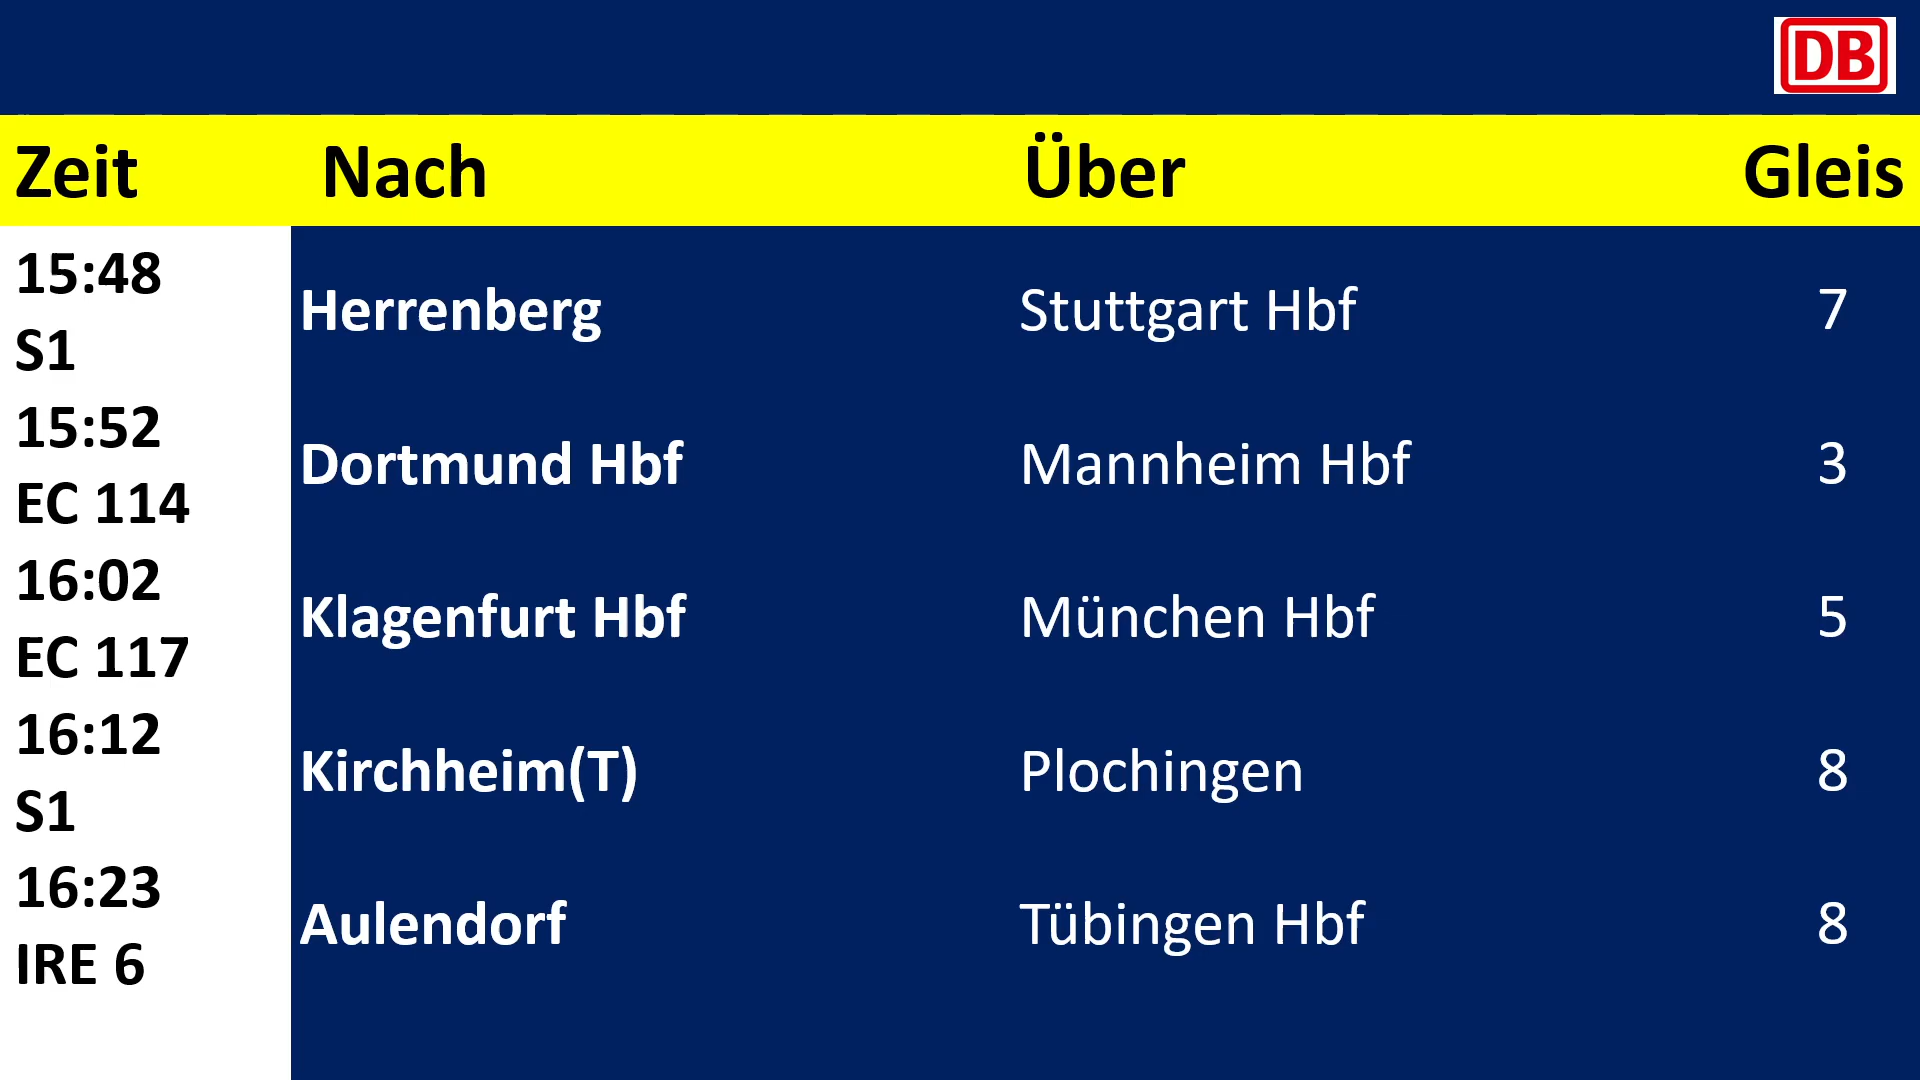 DB
Zeit Nach Über Gleis
15:48
Herrenberg Stuttgart Hbf 7
S1
15:52
Dortmund Hbf Mannheim Hbf 3
EC 114
16:02
Klagenfurt Hbf München Hbf 5
EC 117
16:12
Kirchheim(T) Plochingen 8
S1
16:23
Aulendorf Tübingen Hbf 8
IRE 6